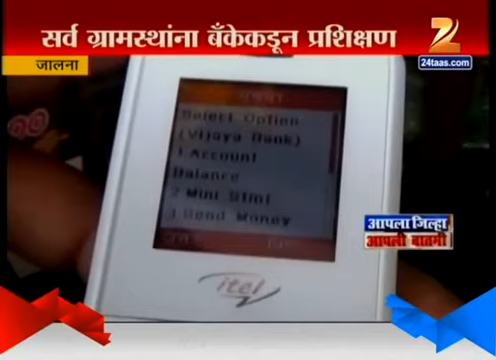 सर्व ग्रामस्थांना बँकेकडून प्रशिक्षण
Z
24taas.com
जालना
Select Option
(Vijaya Bank)
1 Account
Balance
2 Mini Stmt
3 Send Money
आपला जिल्हा
आपली बातमी
itel